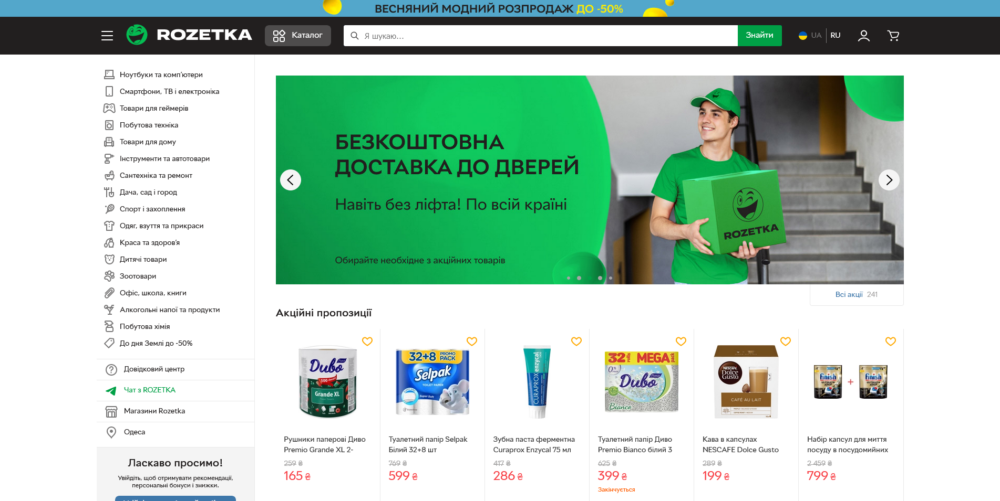 ВЕСНЯНИЙ МОДНИЙ РОЗПРОДАЖ ДО -50%
ROZETKA
Каталог
Я шукаю...
Знайти
UA
RU
Ноутбуки та комп'ютери
Смартфони, ТВ і електроніка
Товари для геймерів
Побутова техніка
Товари для дому
Інструменти та автотовари
Сантехніка та ремонт
Дача, сад і город
Спорт і захоплення
Одяг, взуття та прикраси
Краса та здоров'я
Дитячі товари
Зоотовари
Офіс, школа, книги
Алкогольні напої та продукти
Побутова хімія
До дня Землі до -50%
Довідковий центр
Чат з ROZETKA
Магазини Rozetka
Одеса
Ласкаво просимо!
Увійдіть, щоб отримувати рекомендації,
персональні бонуси і знижки.
БЕЗКОШТОВНА
ДОСТАВКА ДО ДВЕРЕЙ
Навіть без ліфта! По всій країні
Обирайте необхідне з акційних товарів
ROZETKA
Всі акції 241
Акційні пропозиції
Dubo
500 sheets
Grande XL
Рушники паперові Диво
Premio Grande XL 2-
259 ₴
165 ₴
32+8 PROMO
PACK
Selpak
TOILET PAPER
Super Soft
Туалетний папір Selpak
Білий 32+8 шт
769 ₴
599 ₴
CURAPROX enzycal
Зубна паста ферментна
Curaprox Enzycal 75 мл
417 ₴
286 ₴
32 rolls MEGA pack
0%
Dubo
Bianco
Туалетний папір Диво
Premio Bianco білий 3
625 ₴
399 ₴
Закінчується
NESCAFÉ
Dolce
Gusto
CAFÉ AU LAIT
Кава в капсулах
NESCAFE Dolce Gusto
289 ₴
199 ₴
finish
ULTIMATE
+
finish
ULTIMATE
Набір капсул для миття
посуду в посудомийних
2 459 ₴
799 ₴